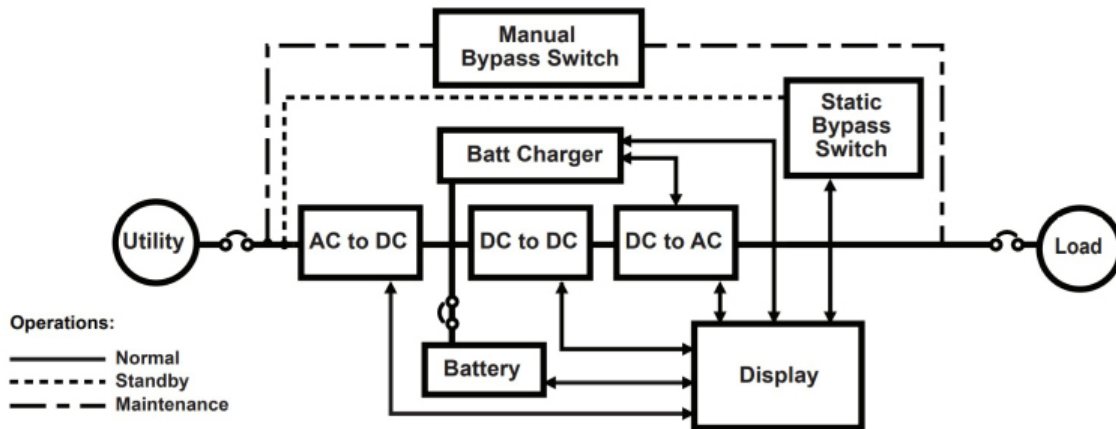 Manual
Bypass Switch
Static
Bypass
Switch
Batt Charger
Utility
AC to DC
DC to DC
DC to AC
Load
Operations:
Normal
Standby
Maintenance
Battery
Display